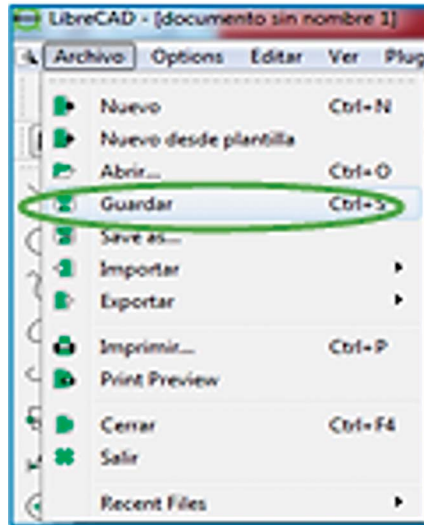 LibreCAD - [documento sin nombre 1]
Archivo Options Editar Ver Plug
Nuevo Ctrl+N
Nuevo desde plantilla
Abrir... Ctrl+O
Guardar Ctrl+S
Save as...
Importar
Exportar
Imprimir... Ctrl+P
Print Preview
Cerrar Ctrl+F4
Salir
Recent Files